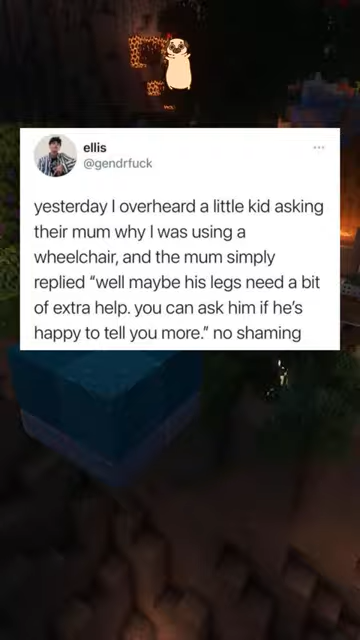 ellis
@gendrfuck
yesterday I overheard a little kid asking
their mum why I was using a
wheelchair, and the mum simply
replied “well maybe his legs need a bit
of extra help. you can ask him if he’s
happy to tell you more.” no shaming